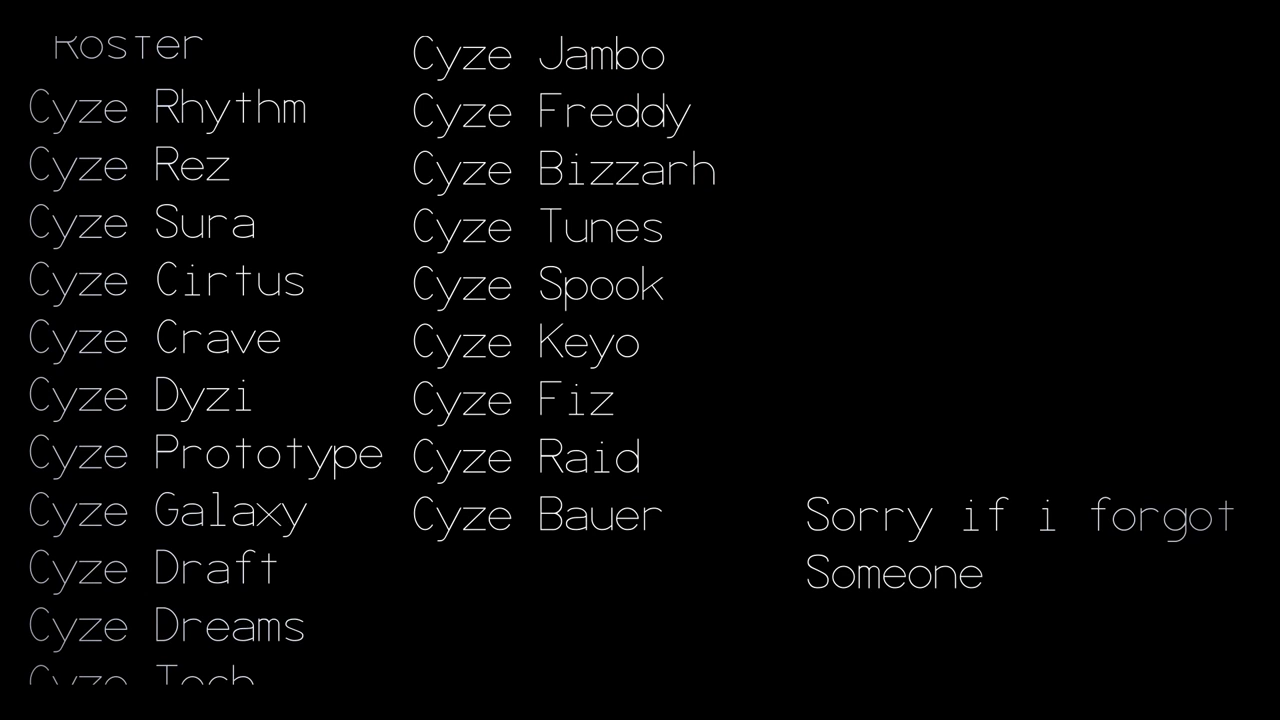 Roster
Cyze Rhythm
Cyze Rez
Cyze Sura
Cyze Cirtus
Cyze Crave
Cyze Dyzi
Cyze Prototype
Cyze Galaxy
Cyze Draft
Cyze Dreams
Cyze Tech
Cyze Jambo
Cyze Freddy
Cyze Bizzarh
Cyze Tunes
Cyze Spook
Cyze Keyo
Cyze Fiz
Cyze Raid
Cyze Bauer
Sorry if i forgot
Someone